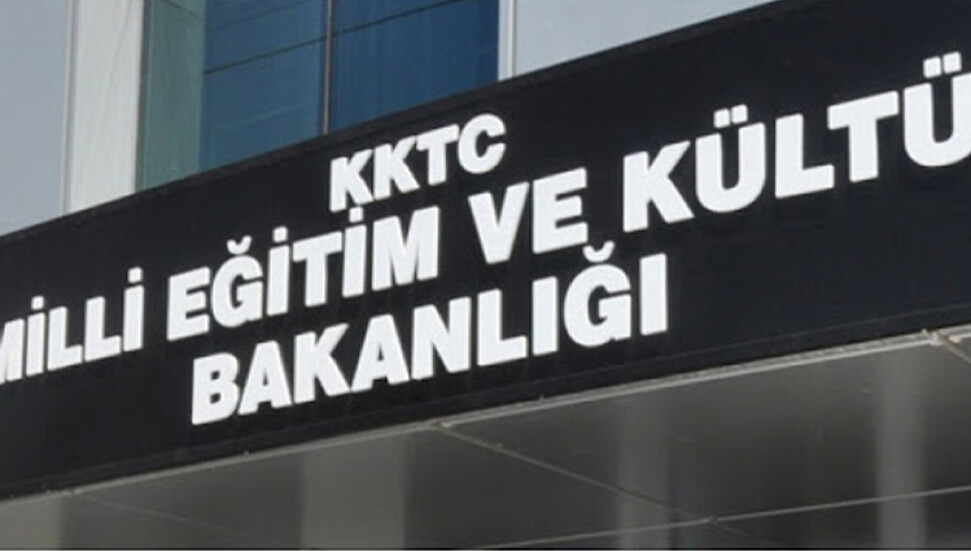 KKTC
MİLLİ EĞİTİM VE KÜLTÜ
BAKANLIĞI